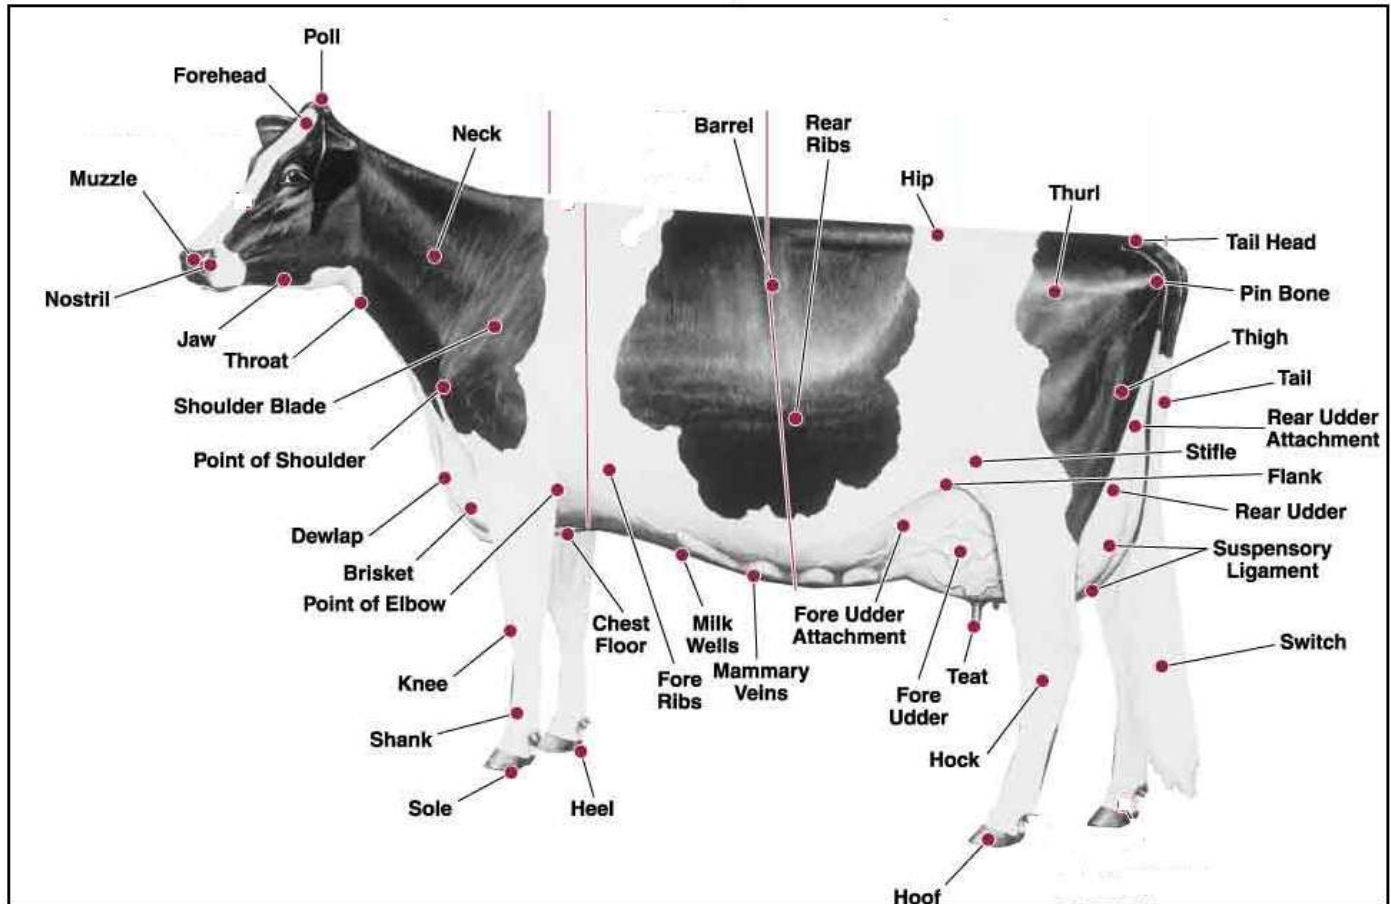 Poll
Forehead
Neck
Barrel
Rear
Ribs
Muzzle
Hip
Thurl
Tail Head
Nostril
Pin Bone
Jaw
Throat
Thigh
Shoulder Blade
Tail
Rear Udder
Attachment
Point of Shoulder
Stifle
Flank
Dewlap
Rear Udder
Brisket
Suspensory
Ligament
Point of Elbow
Chest
Floor
Milk
Wells
Fore Udder
Attachment
Switch
Knee
Fore
Ribs
Mammary
Veins
Teat
Fore
Udder
Shank
Hock
Sole
Heel
Hoof